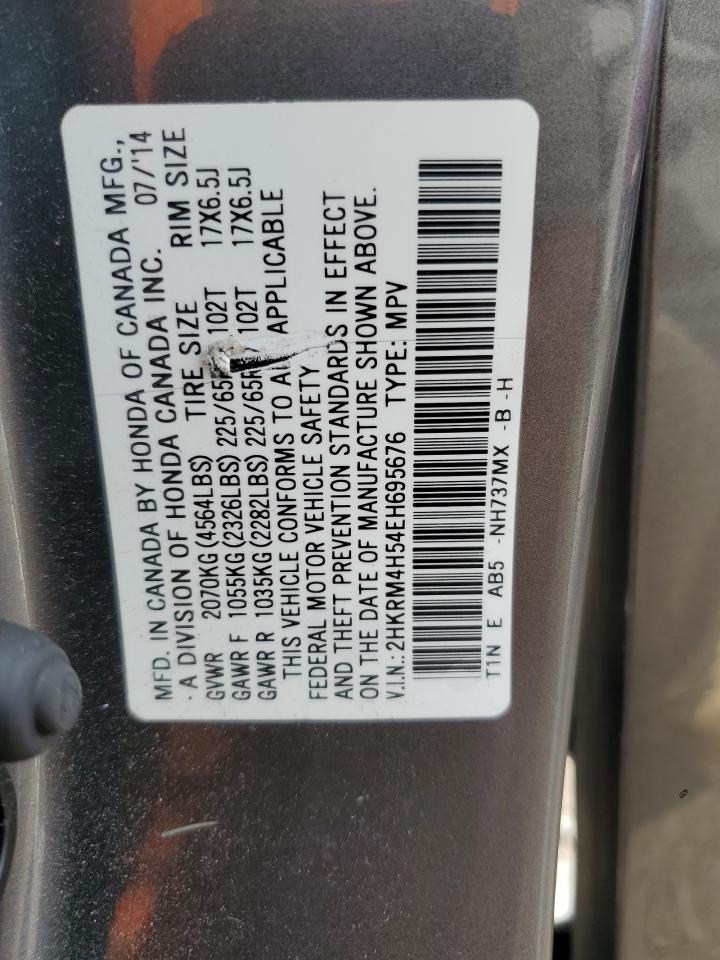 MFD. IN CANADA BY HONDA OF CANADA MFG.,
A DIVISION OF HONDA CANADA INC. 07/'14
TIRE SIZE RIM SIZE
GVWR 2070KG (4564LBS)
GAWR F 1055KG (2326LBS) 225/65 102T 17X6.5J
GAWR R 1035KG (2282LBS) 225/65R 102T 17X6.5J
THIS VEHICLE CONFORMS TO APPLICABLE
FEDERAL MOTOR VEHICLE SAFETY
AND THEFT PREVENTION STANDARDS IN EFFECT
ON THE DATE OF MANUFACTURE SHOWN ABOVE.
V.I.N.: 2HKRM4H54EH695676 TYPE: MPV
T1N E AB5 -NH737MX -B -H